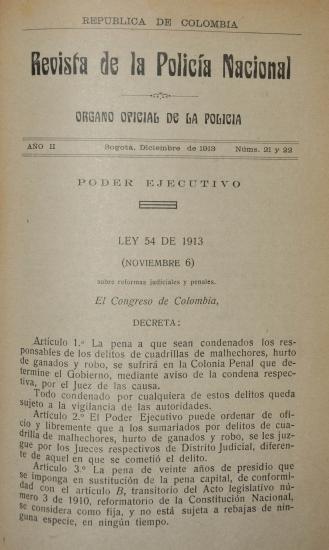 REPUBLICA DE COLOMBIA
Revista de la Policía Nacional
ORGANO OFICIAL DE LA POLICIA
AÑO II Bogotá, Diciembre de 1913 Núms. 21 y 22
PODER EJECUTIVO
LEY 54 DE 1913
(NOVIEMBRE 6)
sobre reformas judiciales y penales.
El Congreso de Colombia,
DECRETA:
Artículo 1.º La pena a que sean condenados los res-
ponsables de los delitos de cuadrillas de malhechores, hurto
de ganados y robo, se sufrirá en la Colonia Penal que de-
termine el Gobierno, mediante aviso de la condena respec-
tiva, por el Juez de las causa.
Todo condenado por cualquiera de estos delitos queda
sujeto a la vigilancia de las autoridades.
Artículo 2.º El Poder Ejecutivo puede ordenar de ofi-
cio y libremente que a los sumariados por delitos de cua-
drilla de malhechores, hurto de ganados y robo, se les juz-
gue por los Jueces respectivos de Distrito Judicial, diferen-
te de aquel en que se cometió el delito.
Artículo 3.º La pena de veinte años de presidio que
se imponga en sustitución de la pena capital, de conformi-
dad con el artículo B, transitorio del Acto legislativo nú-
mero 3 de 1910, reformatorio de la Constitución Nacional,
se considera como fija, y no está sujeta a rebajas de nin-
guna especie, en ningún tiempo.